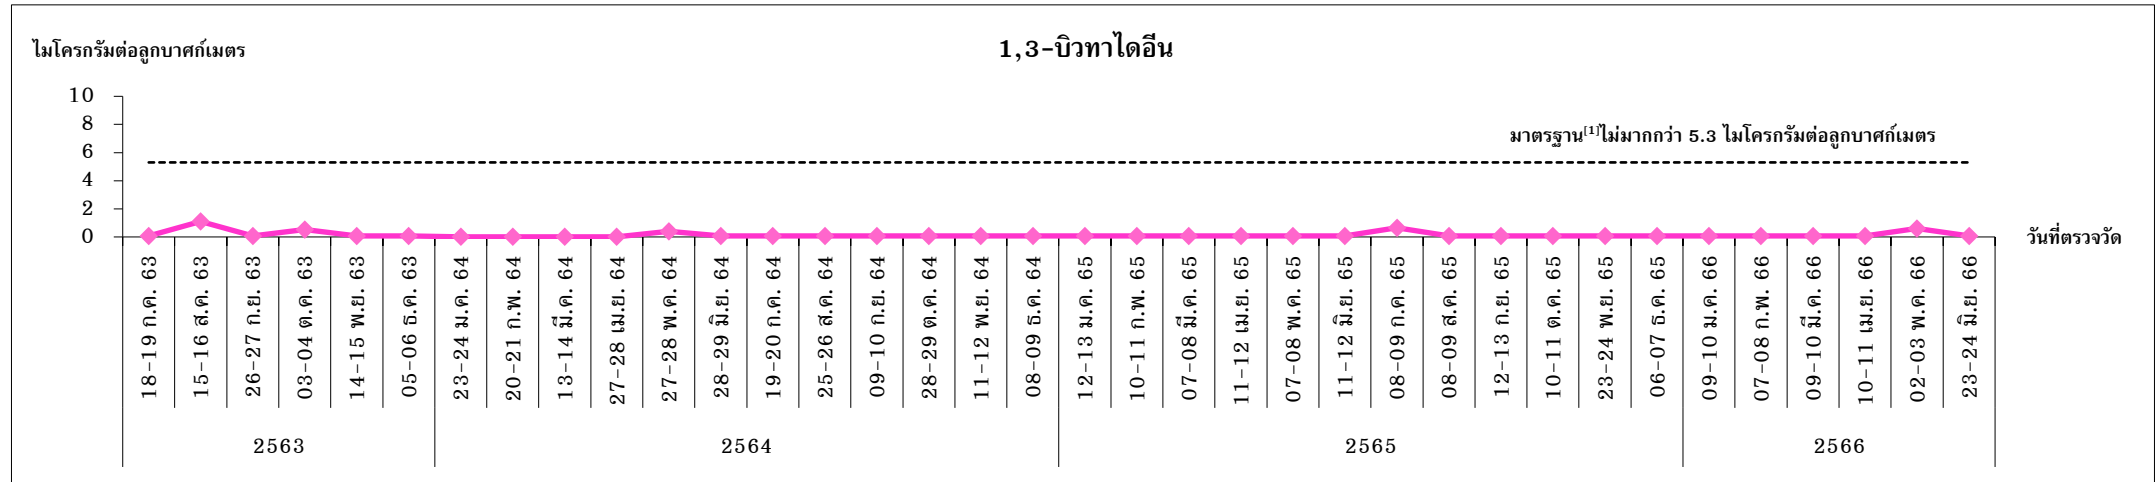 ไมโครกรัมต่อลูกบาศก์เมตร
1,3-บิวทาไดอีน
10
8
6
4
2
0
มาตรฐาน[1]ไม่มากกว่า 5.3 ไมโครกรัมต่อลูกบาศก์เมตร
วันที่ตรวจวัด
18-19 ก.ค. 63
15-16 ส.ค. 63
26-27 ก.ย. 63
03-04 ต.ค. 63
14-15 พ.ย. 63
05-06 ธ.ค. 63
23-24 ม.ค. 64
20-21 ก.พ. 64
13-14 มี.ค. 64
27-28 เม.ย. 64
27-28 พ.ค. 64
28-29 มิ.ย. 64
19-20 ก.ค. 64
25-26 ส.ค. 64
09-10 ก.ย. 64
28-29 ต.ค. 64
11-12 พ.ย. 64
08-09 ธ.ค. 64
12-13 ม.ค. 65
10-11 ก.พ. 65
07-08 มี.ค. 65
11-12 เม.ย. 65
07-08 พ.ค. 65
11-12 มิ.ย. 65
08-09 ก.ค. 65
08-09 ส.ค. 65
12-13 ก.ย. 65
10-11 ต.ค. 65
23-24 พ.ย. 65
06-07 ธ.ค. 65
09-10 ม.ค. 66
07-08 ก.พ. 66
09-10 มี.ค. 66
10-11 เม.ย. 66
02-03 พ.ค. 66
23-24 มิ.ย. 66
2563
2564
2565
2566